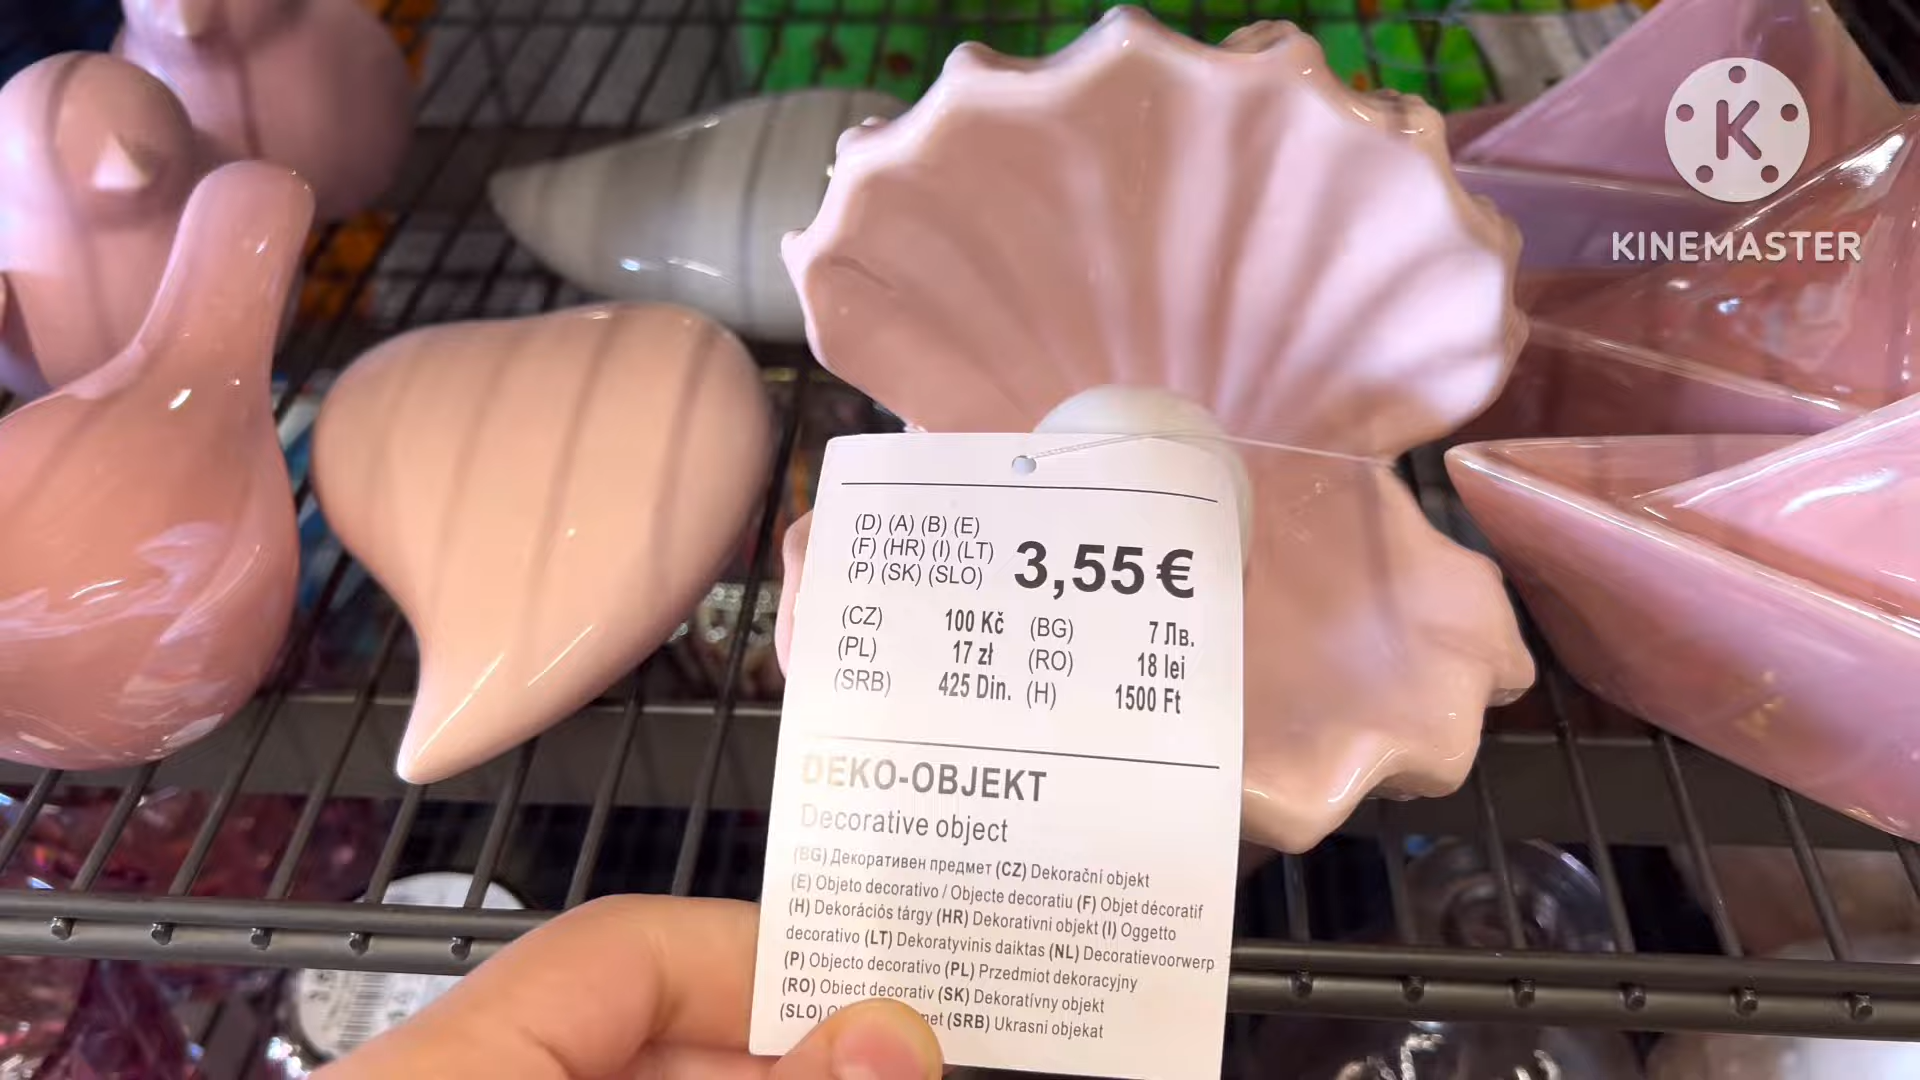 K
KINEMASTER
(D) (A) (B) (E)
(F) (HR) (I) (LT)
(P) (SK) (SLO)
3,55 €
(CZ) 100 Kč (BG) 7 Лв.
(PL) 17 zł (RO) 18 lei
(SRB) 425 Din. (H) 1500 Ft
DEKO-OBJEKT
Decorative object
(BG) Декоративен предмет (CZ) Dekorační objekt
(E) Objeto decorativo / Objecte decoratiu (F) Objet décoratif
(H) Dekorációs tárgy (HR) Dekorativni objekt (I) Oggetto
decorativo (LT) Dekoratyvinis daiktas (NL) Decoratievoorwerp
(P) Objecto decorativo (PL) Przedmiot dekoracyjny
(RO) Obiect decorativ (SK) Dekoratívny objekt
(SLO) (SRB) Ukrasni objekat